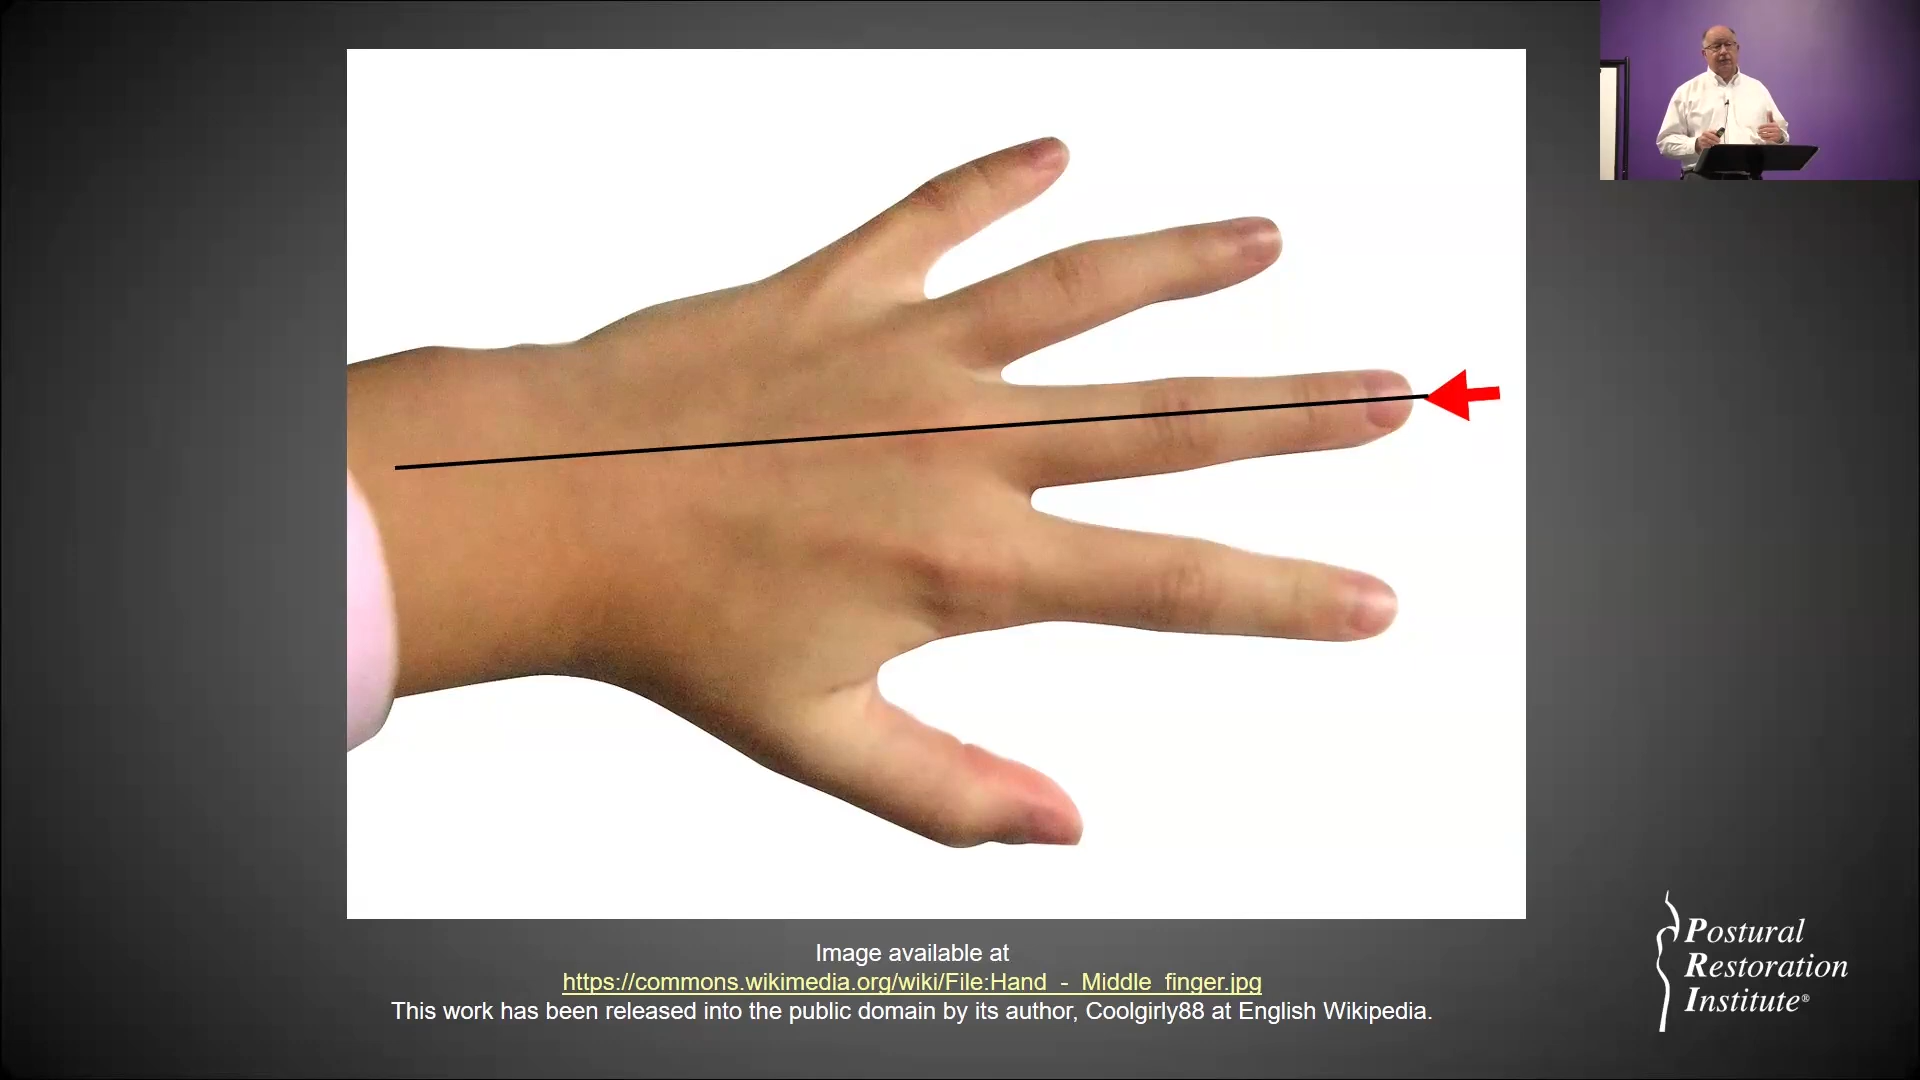 Image available at
https://commons.wikimedia.org/wiki/File:Hand_-_Middle_finger.jpg
This work has been released into the public domain by its author, Coolgirly88 at English Wikipedia.
Postural
Restoration
Institute®